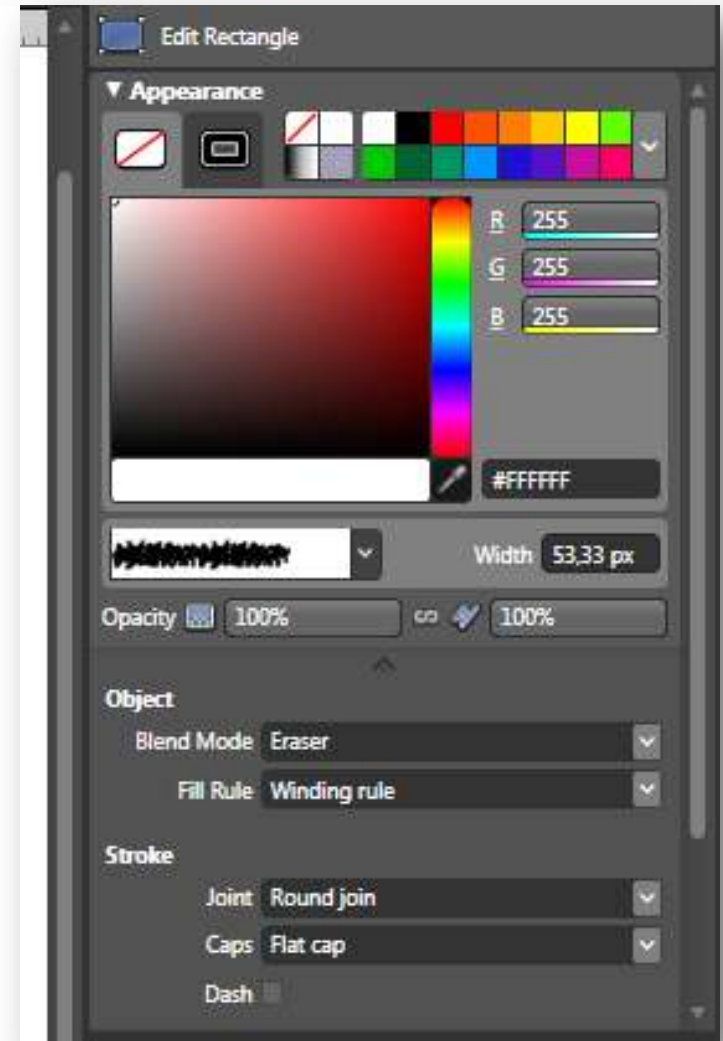 Edit Rectangle
Appearance
R 255
G 255
B 255
#FFFFFF
Width 53,33 px
Opacity 100% 100%
Object
Blend Mode Eraser
Fill Rule Winding rule
Stroke
Joint Round join
Caps Flat cap
Dash